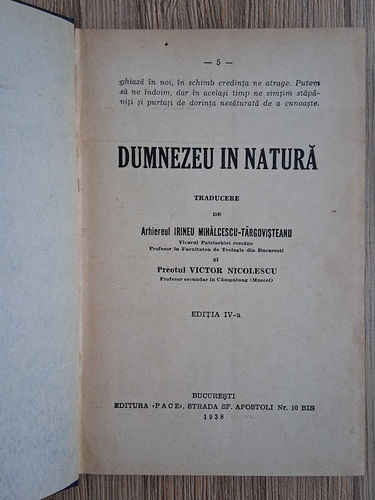 — 5 —
ghiază în noi, în schimb credința ne atrage. Putem
să ne îndoim, dar în același timp ne simțim stăpâ-
niți și purtați de dorința nesăturată de a cunoaște.
DUMNEZEU IN NATURĂ
TRADUCERE
DE
Arhiereul IRINEU MIHĂLCESCU-TÂRGOVIȘTEANU
Vicarul Patriarhiei române
Profesor la Facultatea de Teologie din București
ȘI
Preotul VICTOR NICOLESCU
Profesor secundar în Câmpulung (Muscel)
EDIȚIA IV-a
BUCUREȘTI
EDITURA «PACE», STRADA SF. APOSTOLI Nr. 10 BIS
1938